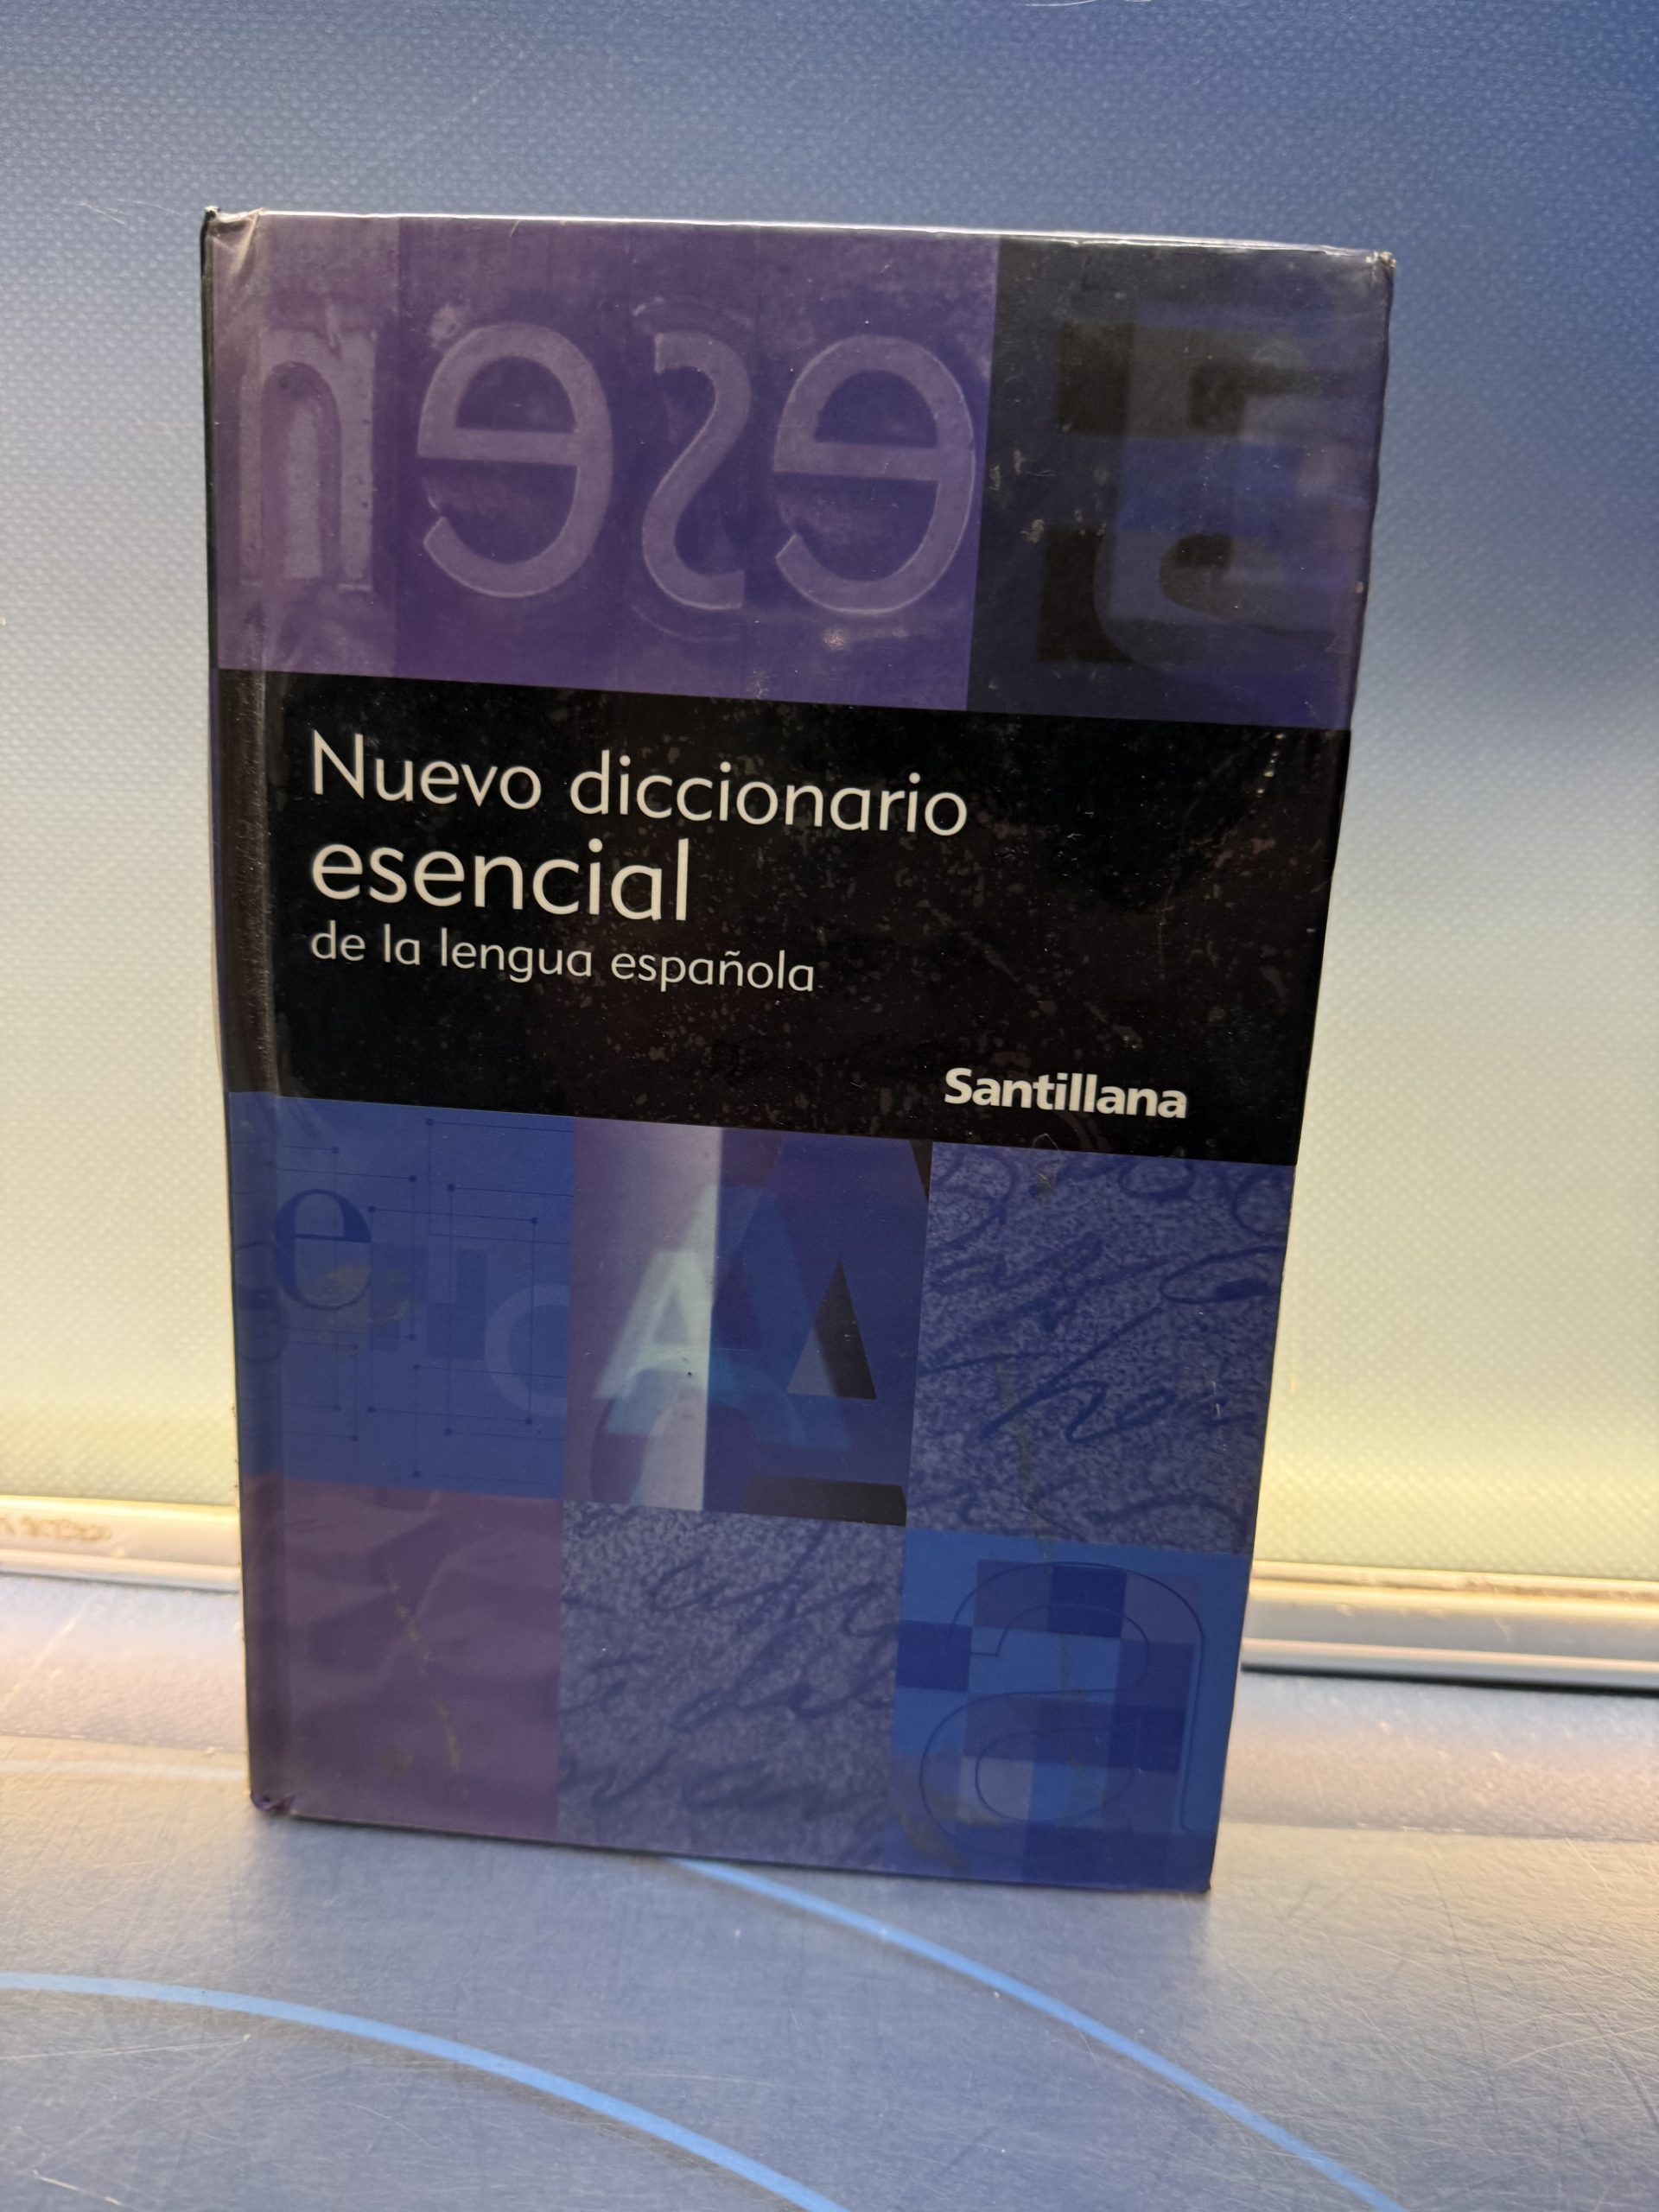 Nuevo diccionario
esencial
de la lengua española
Santillana